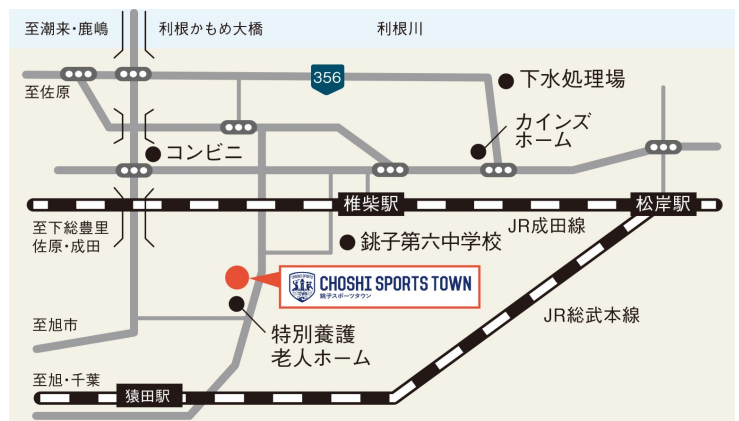 至潮来・鹿嶋
利根かもめ大橋
利根川
356
下水処理場
至佐原
カインズ
ホーム
コンビニ
椎柴駅
松岸駅
至下総豊里
佐原・成田
JR成田線
銚子第六中学校
CHOSHI SPORTS
TOWN
CHOSHI SPORTS TOWN
銚子スポーツタウン
至旭市
特別養護
老人ホーム
JR総武本線
至旭・千葉
猿田駅